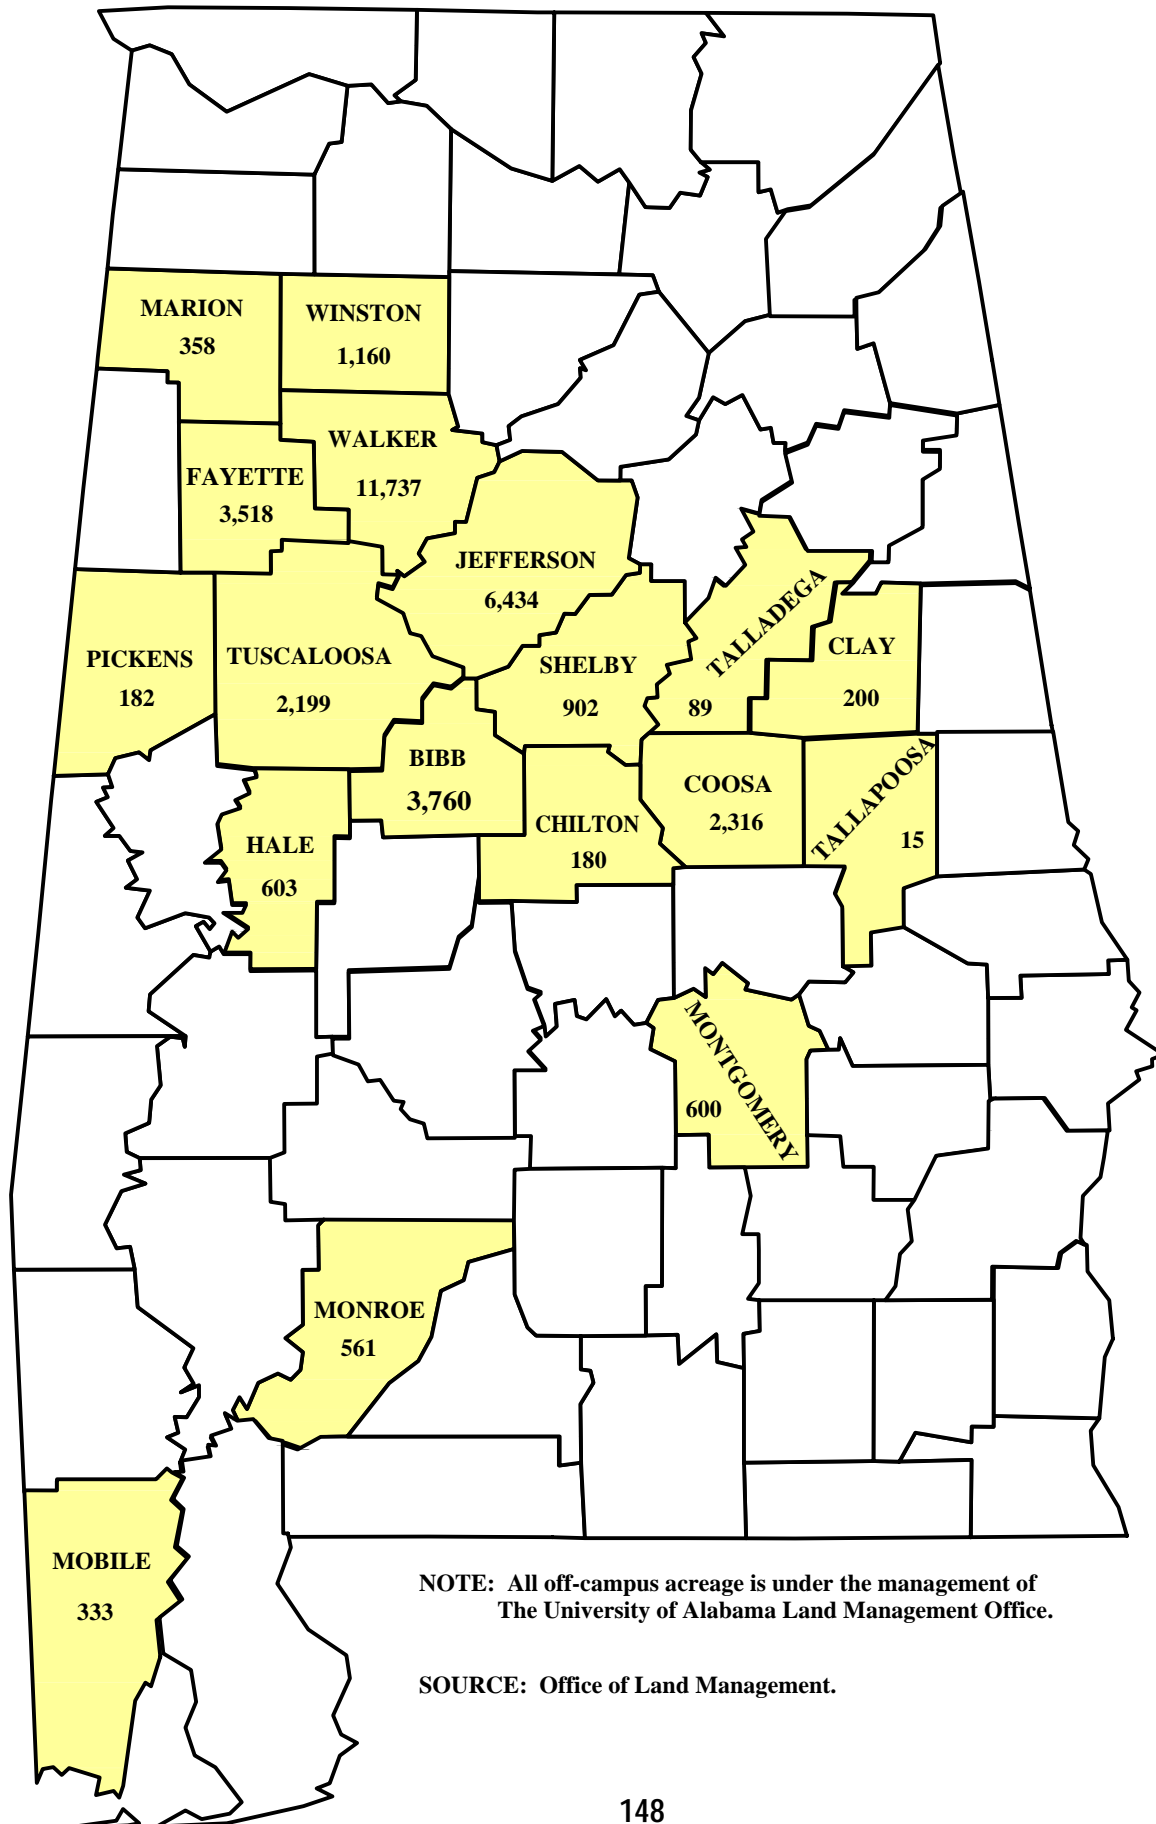 MARION
358
WINSTON
1,160
WALKER
11,737
FAYETTE
3,518
JEFFERSON
6,434
TALLADEGA
89
CLAY
200
PICKENS
182
TUSCALOOSA
2,199
SHELBY
902
BIBB
3,760
COOSA
2,316
TALLAPOOSA
15
CHILTON
180
HALE
603
MONTGOMERY
600
MONROE
561
MOBILE
333
NOTE: All off-campus acreage is under the management of
The University of Alabama Land Management Office.
SOURCE: Office of Land Management.
148